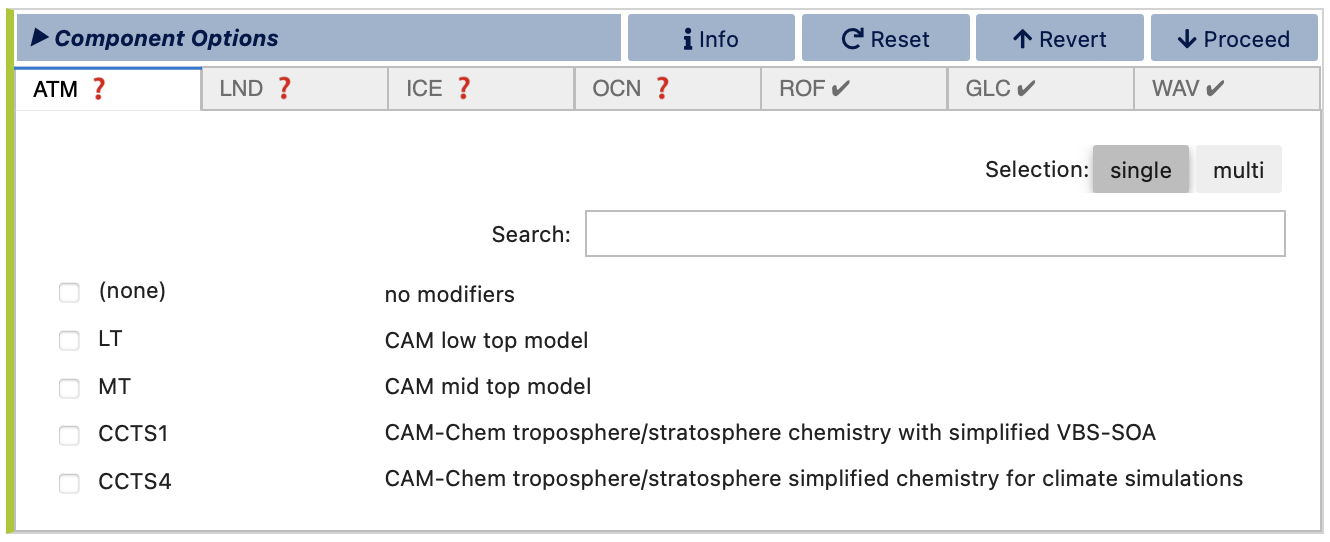 ▶ Component Options
Info
Reset
Revert
Proceed
ATM ❓
LND ❓
ICE ❓
OCN ❓
ROF ✔
GLC ✔
WAV ✔
Selection: single multi
Search:
(none) no modifiers
LT CAM low top model
MT CAM mid top model
CCTS1 CAM-Chem troposphere/stratosphere chemistry with simplified VBS-SOA
CCTS4 CAM-Chem troposphere/stratosphere simplified chemistry for climate simulations